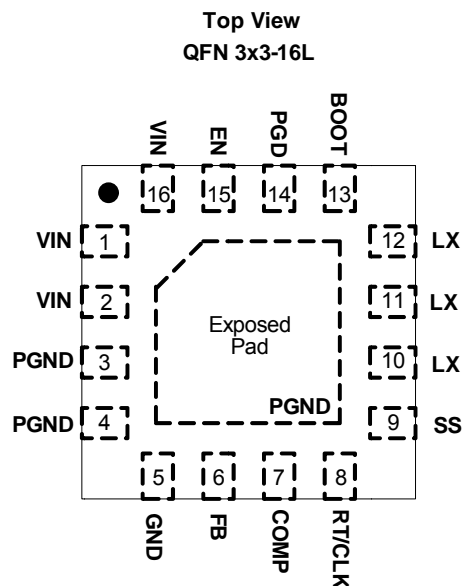 Top View
QFN 3x3-16L
VIN
EN
PGD
BOOT
16
15
14
13
VIN
1
12
LX
VIN
2
11
LX
PGND
3
10
LX
PGND
4
9
SS
Exposed
Pad
PGND
5
6
7
8
GND
FB
COMP
RT/CLK